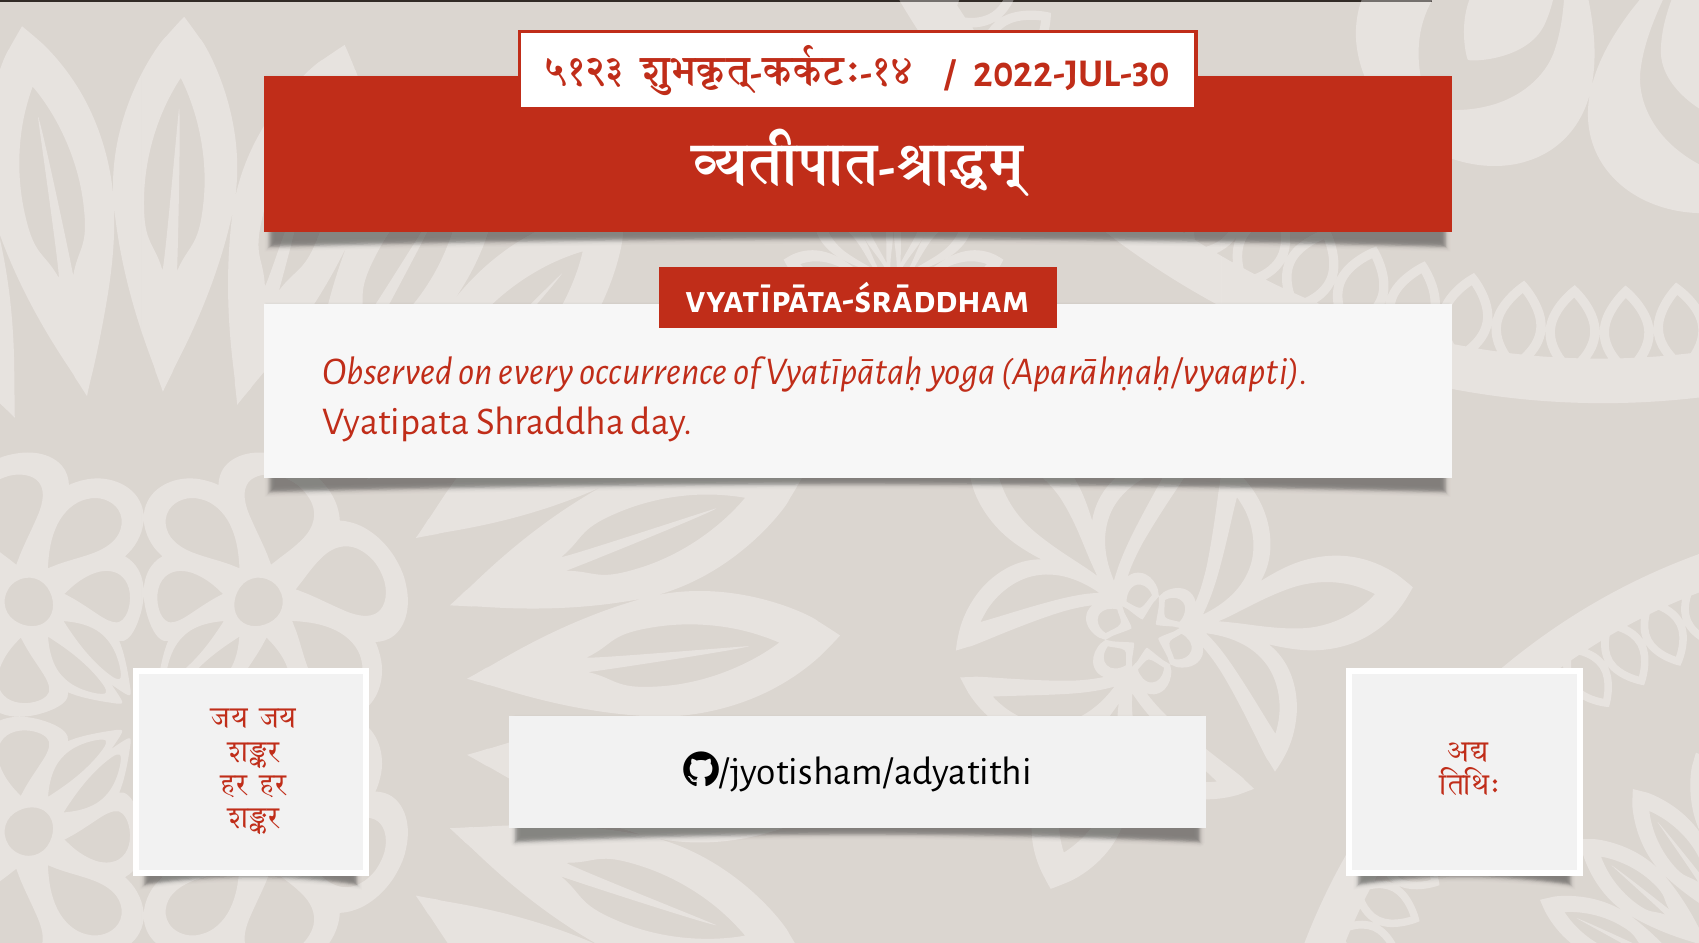 ५१२३ शुभकृत्-कर्कटः-१४ / 2022-JUL-30
व्यतीपात-श्राद्धम्
VYATĪPĀTA-ŚRĀDDHAM
Observed on every occurrence of Vyatīpātaḥ yoga (Aparāhṇaḥ/vyaapti).
Vyatipata Shraddha day.
जय जय
शङ्कर
हर हर
शङ्कर
/jyotisham/adyatithi
अद्य
तिथिः